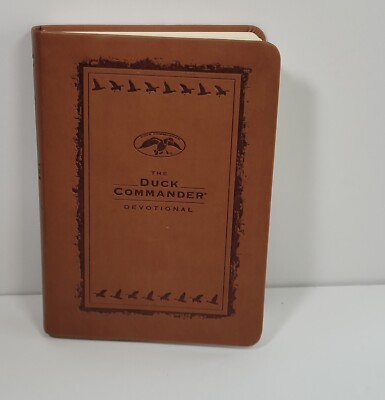 THE
DUCK
COMMANDER®
DEVOTIONAL